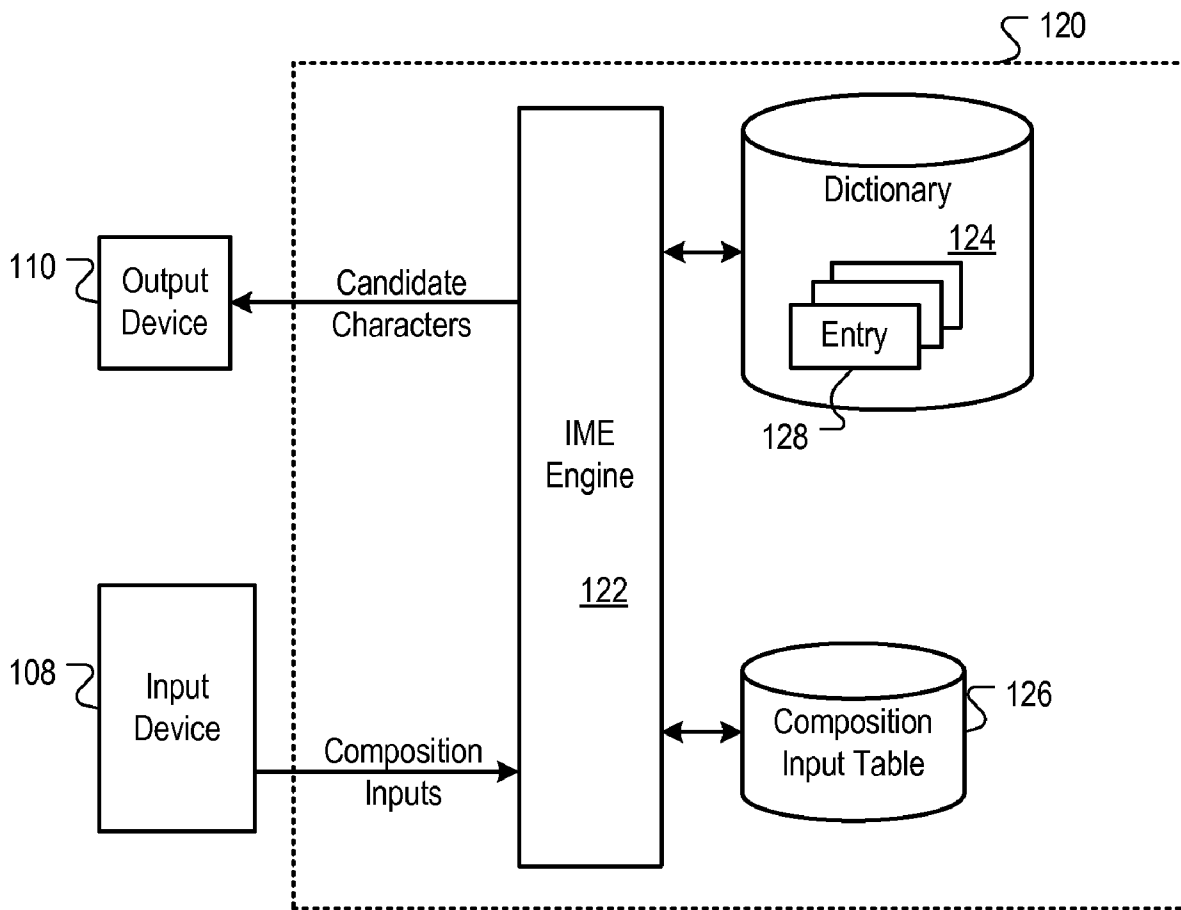 120
Dictionary
124
Entry
128
110
Output
Device
Candidate
Characters
IME
Engine
122
108
Input
Device
Composition
Inputs
Composition
Input Table
126